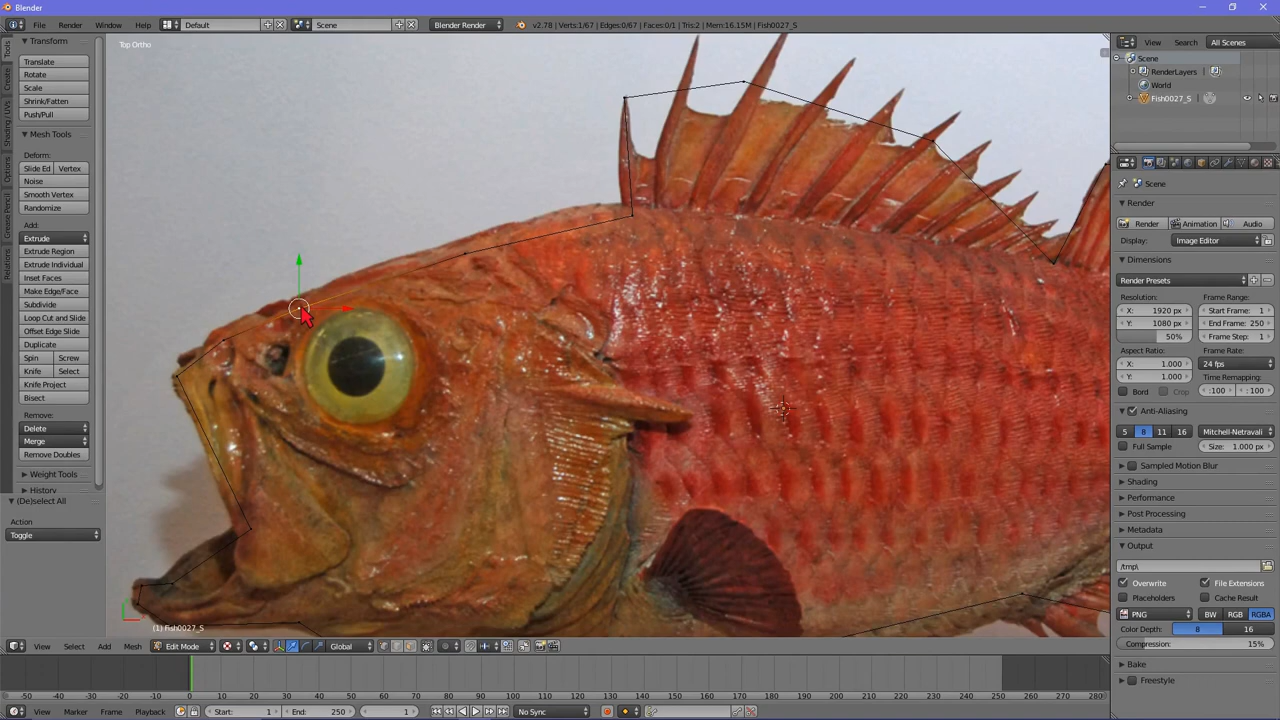 Blender
File Render Window Help Default Scene Blender Render v2.78 | Verts:1/67 | Edges:0/67 | Faces:0/1 | Tris:2 | Mem:16.15M | Fish0027_S
Top Ortho
Tools
Create
Shading / UVs
Options
Grease Pencil
Relations
Transform
Translate
Rotate
Scale
Shrink/Fatten
Push/Pull
Mesh Tools
Deform:
Slide Ed Vertex
Noise
Smooth Vertex
Randomize
Add:
Extrude
Extrude Region
Extrude Individual
Inset Faces
Make Edge/Face
Subdivide
Loop Cut and Slide
Offset Edge Slide
Duplicate
Spin Screw
Knife Select
Knife Project
Bisect
Remove:
Delete
Merge
Remove Doubles
Weight Tools
History
(De)select All
Action
Toggle
(1) Fish0027_S
View Search All Scenes
Scene
RenderLayers
World
Fish0027_S
Scene
Render
Render Animation Audio
Display: Image Editor
Dimensions
Render Presets
Resolution: Frame Range:
X: 1920 px Start Frame: 1
Y: 1080 px End Frame: 250
50% Frame Step: 1
Aspect Ratio: Frame Rate:
X: 1.000 24 fps
Y: 1.000 Time Remapping:
Bord Crop :100 : 100
Anti-Aliasing
5 8 11 16 Mitchell-Netravali
Full Sample Size: 1.000 px
Sampled Motion Blur
Shading
Performance
Post Processing
Metadata
Output
/tmp\
Overwrite File Extensions
Placeholders Cache Result
PNG BW RGB RGBA
Color Depth: 8 16
Compression: 15%
Bake
Freestyle
View Select Add Mesh Edit Mode Global
-50 -40 -30 -20 -10 0 10 20 30 40 50 60 70 80 90 100 110 120 130 140 150 160 170 180 190 200 210 220 230 240 250 260 270 280
View Marker Frame Playback Start: 1 End: 250 1 No Sync